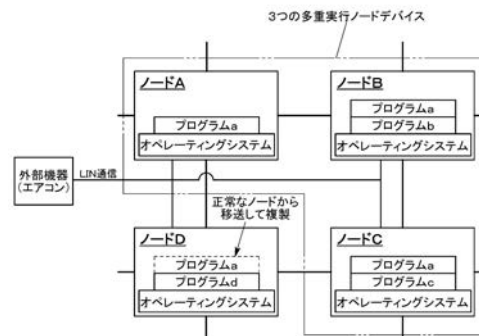 3つの多重実行ノードデバイス
ノードA
プログラムa
オペレーティングシステム
ノードB
プログラムa
プログラムb
オペレーティングシステム
外部機器
(エアコン)
LIN通信
正常なノードから
移送して複製
ノードD
プログラムa
プログラムd
オペレーティングシステム
ノードC
プログラムa
プログラムc
オペレーティングシステム